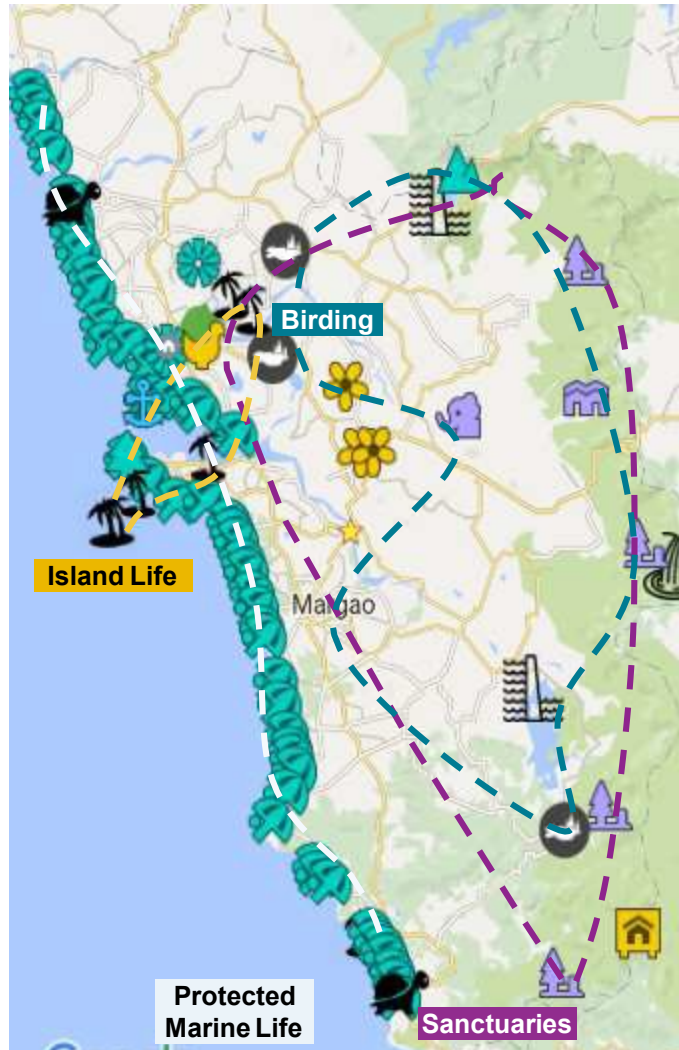 Birding
Island Life
Margao
Protected
Marine Life
Sanctuaries